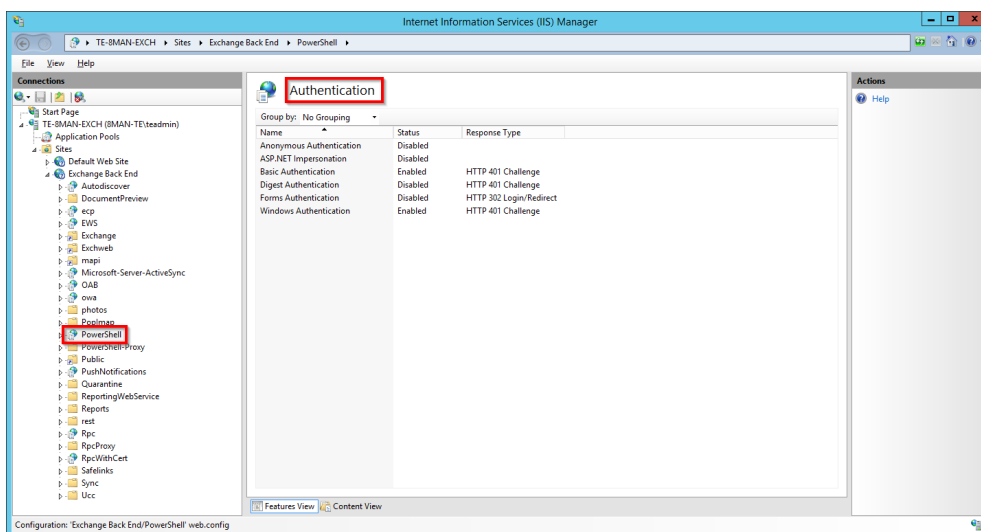 Internet Information Services (IIS) Manager
TE-8MAN-EXCH Sites Exchange Back End PowerShell
File View Help
Connections
Start Page
TE-8MAN-EXCH (8MAN-TE\teadmin)
Application Pools
Sites
Default Web Site
Exchange Back End
Autodiscover
DocumentPreview
ecp
EWS
Exchange
Exchweb
mapi
Microsoft-Server-ActiveSync
OAB
owa
photos
PopImap
PowerShell
PowerShell-Proxy
Public
PushNotifications
Quarantine
ReportingWebService
Reports
rest
Rpc
RpcProxy
RpcWithCert
Safelinks
Sync
Ucc
Authentication
Group by: No Grouping
Name Status Response Type
Anonymous Authentication Disabled
ASP.NET Impersonation Disabled
Basic Authentication Enabled HTTP 401 Challenge
Digest Authentication Disabled HTTP 401 Challenge
Forms Authentication Disabled HTTP 302 Login/Redirect
Windows Authentication Enabled HTTP 401 Challenge
Features View Content View
Actions
Help
Configuration: 'Exchange Back End/PowerShell' web.config